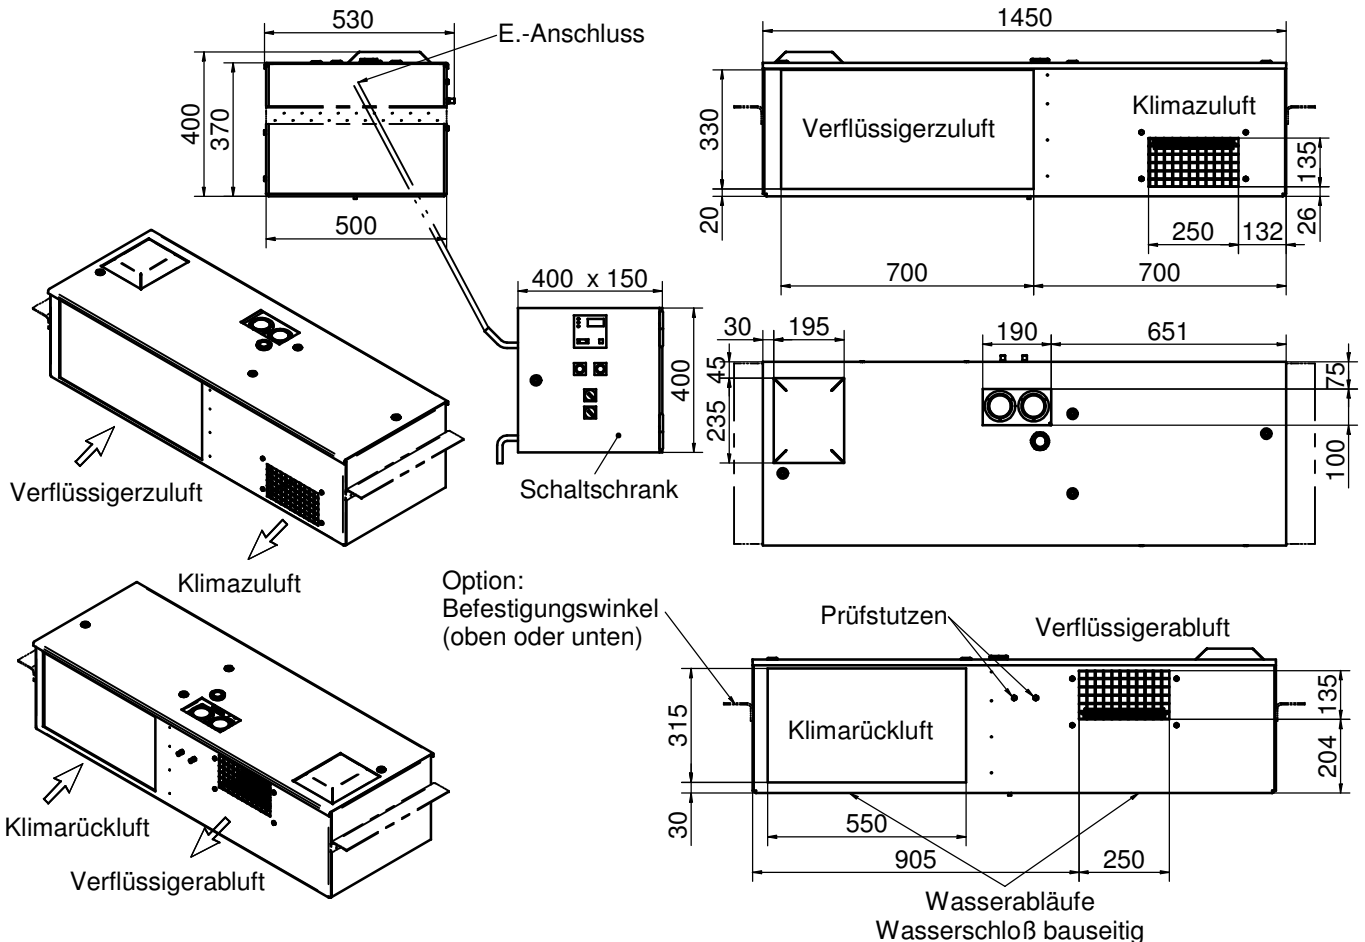 530
E.-Anschluss
400
370
500
1450
330
20
Verflüssigerzuluft
Klimazuluft
135
26
250
132
700
700
400 x 150
400
Schaltschrank
30
195
190
651
45
235
75
100
Verflüssigerzuluft
Klimazuluft
Option:
Befestigungswinkel
(oben oder unten)
Prüfstutzen
Verflüssigerabluft
315
30
Klimarückluft
135
204
550
905
250
Wasserabläufe
Wasserschloß bauseitig
Klimarückluft
Verflüssigerabluft